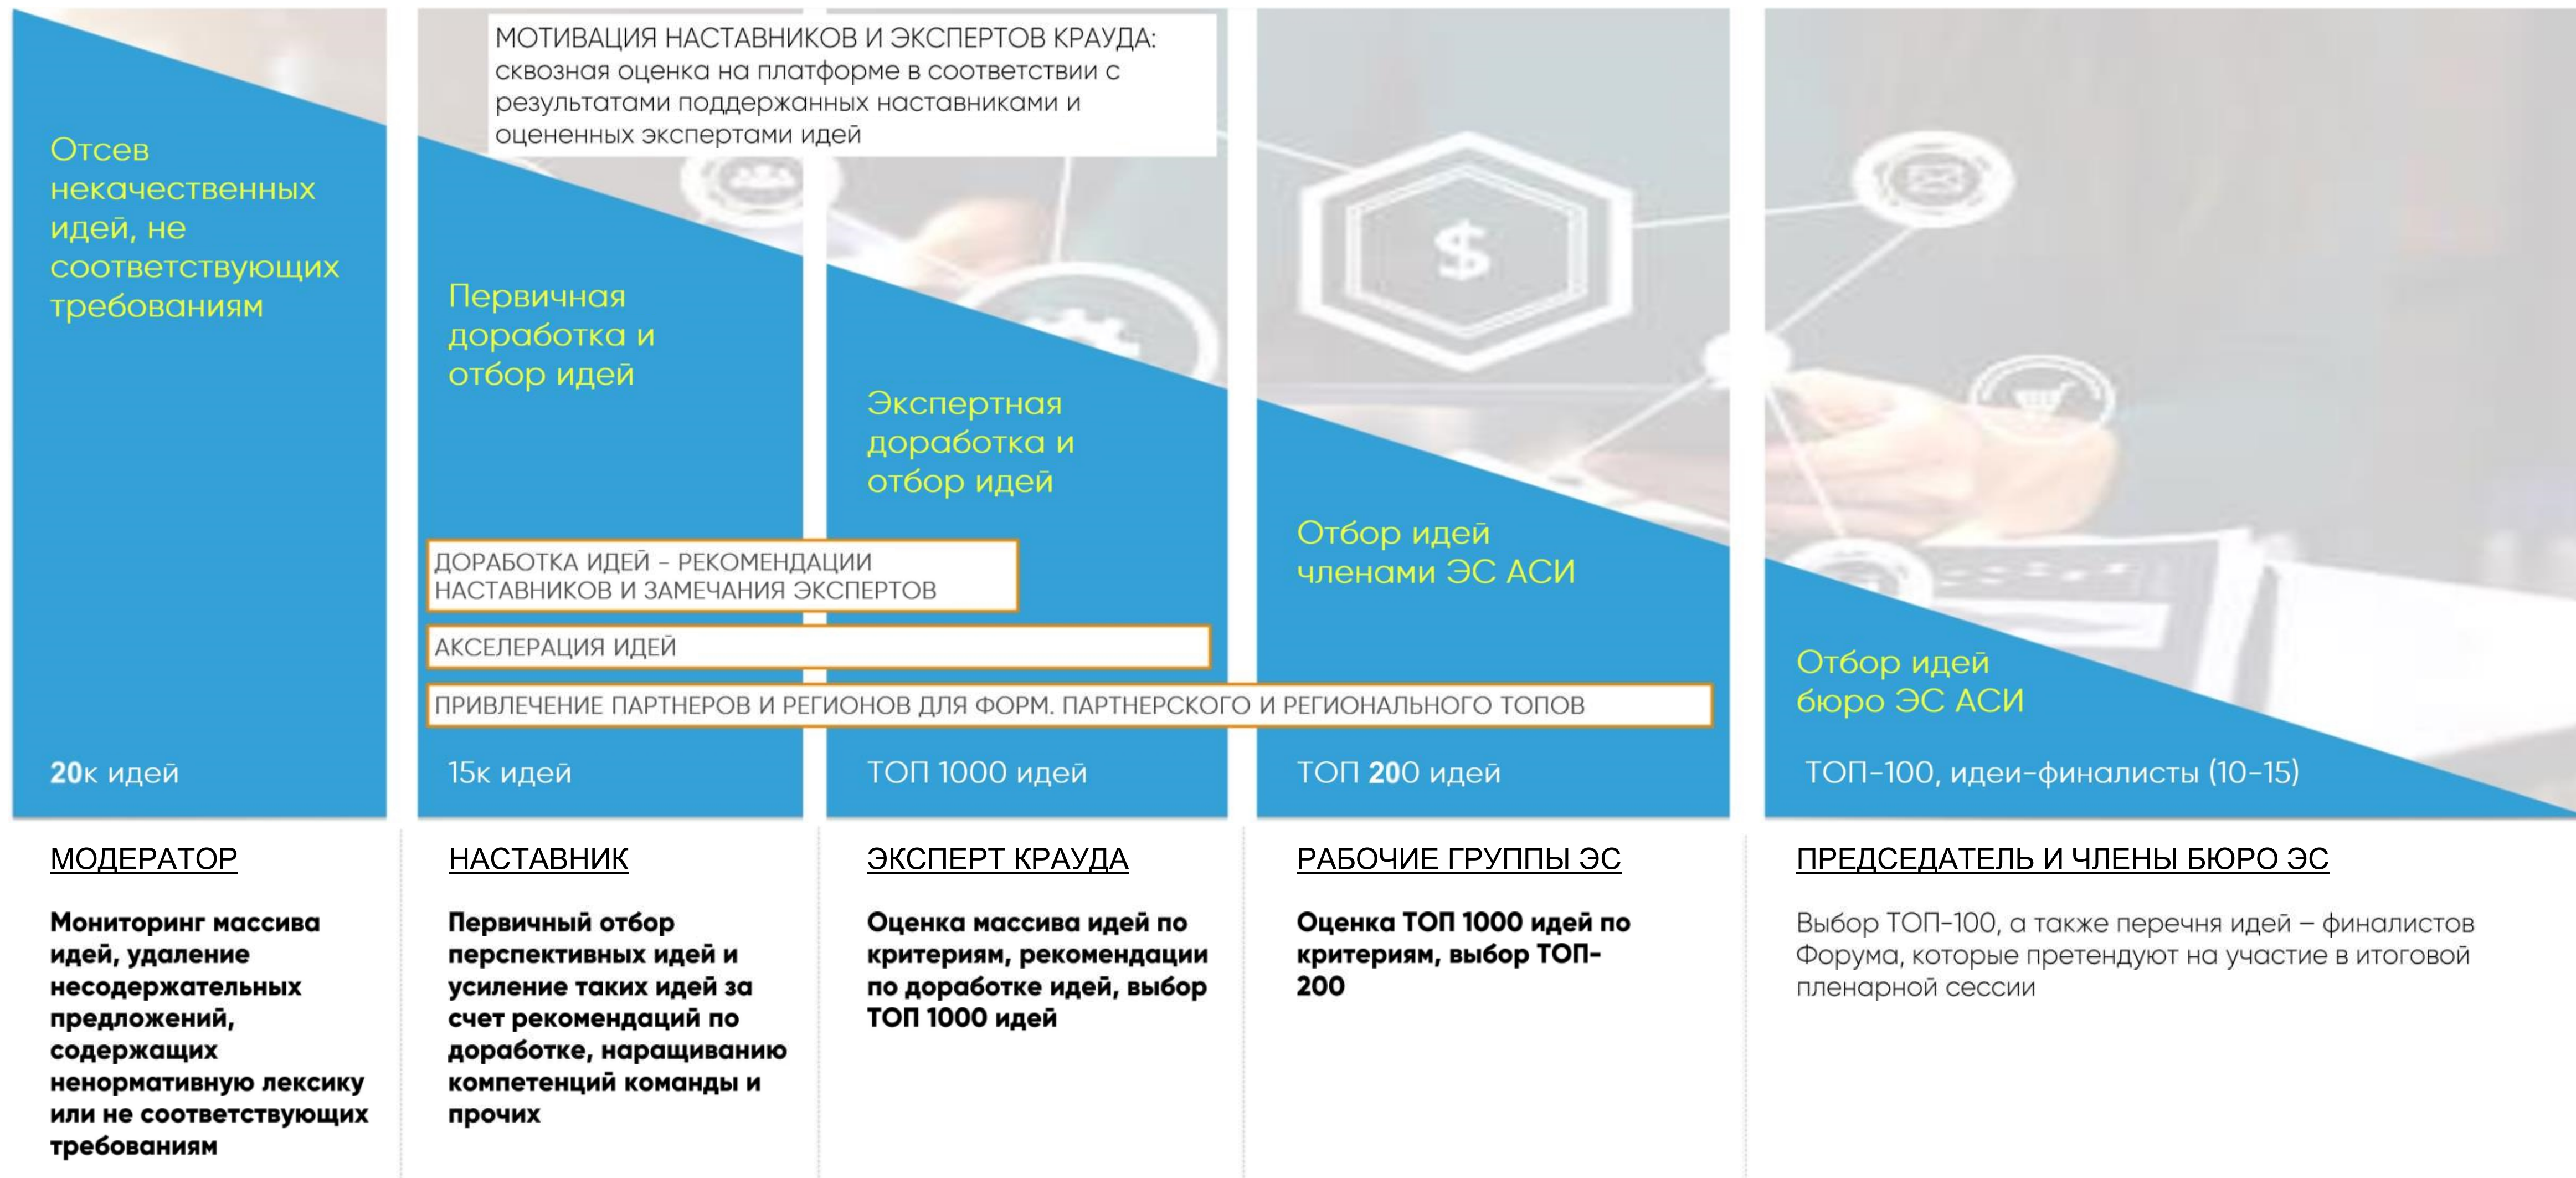 МОТИВАЦИЯ НАСТАВНИКОВ И ЭКСПЕРТОВ КРАУДА:
сквозная оценка на платформе в соответствии с
результатами поддержанных наставниками и
оцененных экспертами идей
Отсев
некачественных
идей, не
соответствующих
требованиям
Первичная
доработка и
отбор идей
Экспертная
доработка и
отбор идей
Отбор идей
членами ЭС АСИ
Отбор идей
бюро ЭС АСИ
ДОРАБОТКА ИДЕЙ - РЕКОМЕНДАЦИИ
НАСТАВНИКОВ И ЗАМЕЧАНИЯ ЭКСПЕРТОВ
АКСЕЛЕРАЦИЯ ИДЕЙ
ПРИВЛЕЧЕНИЕ ПАРТНЕРОВ И РЕГИОНОВ ДЛЯ ФОРМ. ПАРТНЕРСКОГО И РЕГИОНАЛЬНОГО ТОПОВ
20к идей
15к идей
ТОП 1000 идей
ТОП 200 идей
ТОП-100, идеи-финалисты (10-15)
МОДЕРАТОР
Мониторинг массива
идей, удаление
несодержательных
предложений,
содержащих
ненормативную лексику
или не соответствующих
требованиям
НАСТАВНИК
Первичный отбор
перспективных идей и
усиление таких идей за
счет рекомендаций по
доработке, наращиванию
компетенций команды и
прочих
ЭКСПЕРТ КРАУДА
Оценка массива идей по
критериям, рекомендации
по доработке идей, выбор
ТОП 1000 идей
РАБОЧИЕ ГРУППЫ ЭС
Оценка ТОП 1000 идей по
критериям, выбор ТОП-
200
ПРЕДСЕДАТЕЛЬ И ЧЛЕНЫ БЮРО ЭС
Выбор ТОП-100, а также перечня идей – финалистов
Форума, которые претендуют на участие в итоговой
пленарной сессии
$